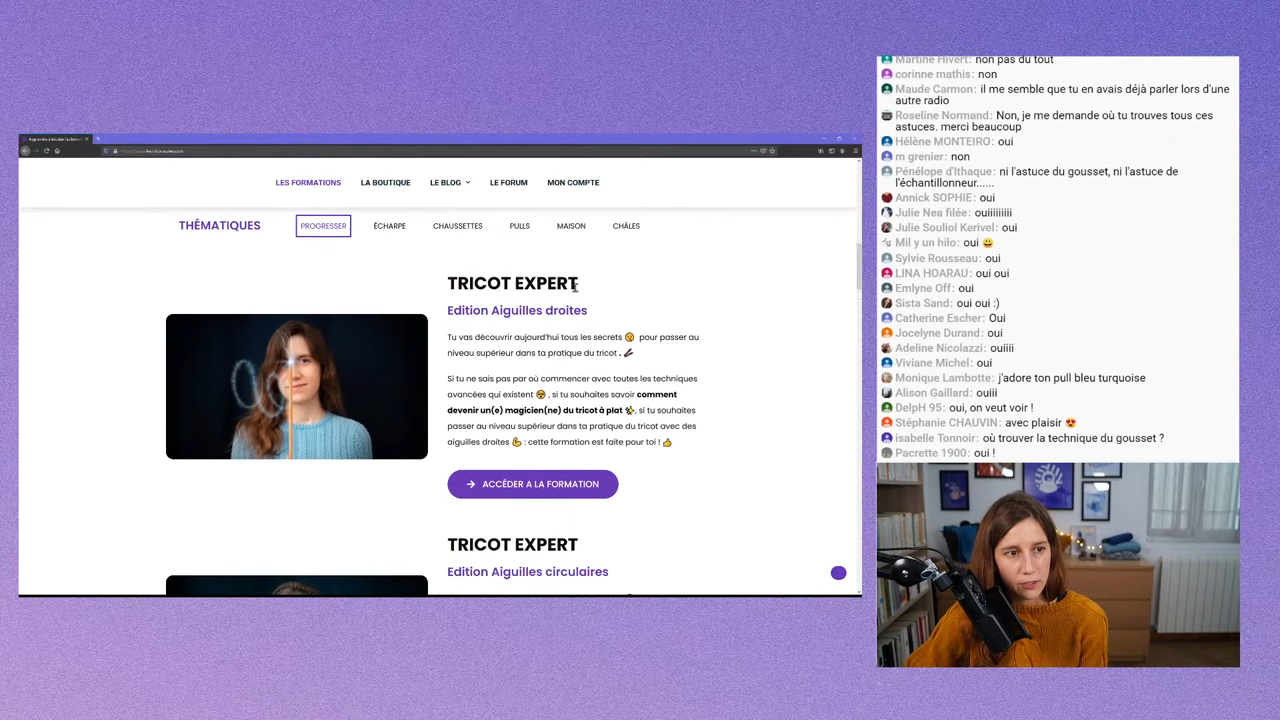 LES FORMATIONS LA BOUTIQUE LE BLOG LE FORUM MON COMPTE
THÉMATIQUES PROGRESSER ÉCHARPE CHAUSSETTES PULLS MAISON CHÂLES
TRICOT EXPERT
Edition Aiguilles droites
Tu vas découvrir aujourd'hui tous les secrets 😲 pour passer au
niveau supérieur dans ta pratique du tricot . 🥢
Si tu ne sais pas par où commencer avec toutes les techniques
avancées qui existent 🤓 , si tu souhaites savoir comment
devenir un(e) magicien(ne) du tricot à plat ✨, si tu souhaites
passer au niveau supérieur dans ta pratique du tricot avec des
aiguilles droites 💪 : cette formation est faite pour toi ! 👍
→ ACCÉDER A LA FORMATION
TRICOT EXPERT
Edition Aiguilles circulaires
Martine Hivert: non pas du tout
corinne mathis: non
Maude Carmon: il me semble que tu en avais déjà parler lors d'une
autre radio
Roseline Normand: Non, je me demande où tu trouves tous ces
astuces. merci beaucoup
Hélène MONTEIRO: oui
m grenier: non
Pénélope d'Ithaque: ni l'astuce du gousset, ni l'astuce de
l'échantillonneur......
Annick SOPHIE: oui
Julie Nea filée: ouiiiiiiiii
Julie Souliol Kerivel: oui
Mil y un hilo: oui 😃
Sylvie Rousseau: oui
LINA HOARAU: oui oui
Emlyne Off: oui
Sista Sand: oui oui :)
Catherine Escher: Oui
Jocelyne Durand: oui
Adeline Nicolazzi: ouiiii
Viviane Michel: oui
Monique Lambotte: j'adore ton pull bleu turquoise
Alison Gaillard: ouiii
DelpH 95: oui, on veut voir !
Stéphanie CHAUVIN: avec plaisir 😍
isabelle Tonnoir: où trouver la technique du gousset ?
Pacrette 1900: oui !